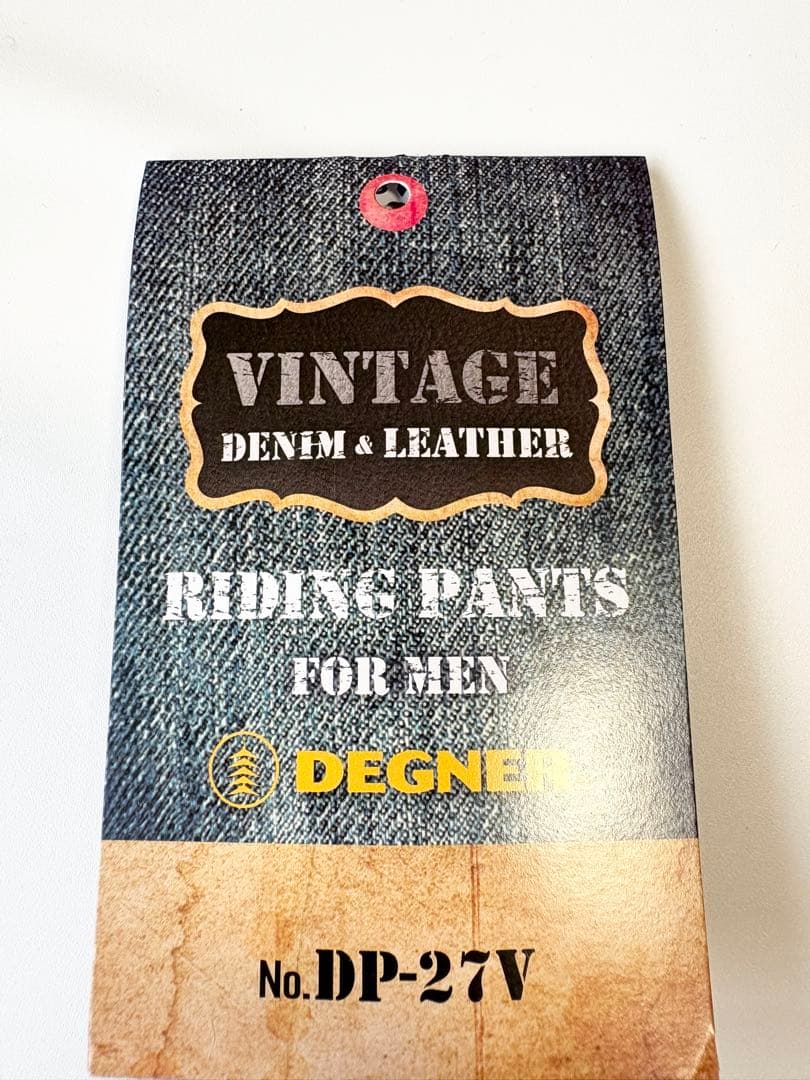 VINTAGE
DENIM & LEATHER
RIDING PANTS
FOR MEN
DEGNER
No.DP-27V